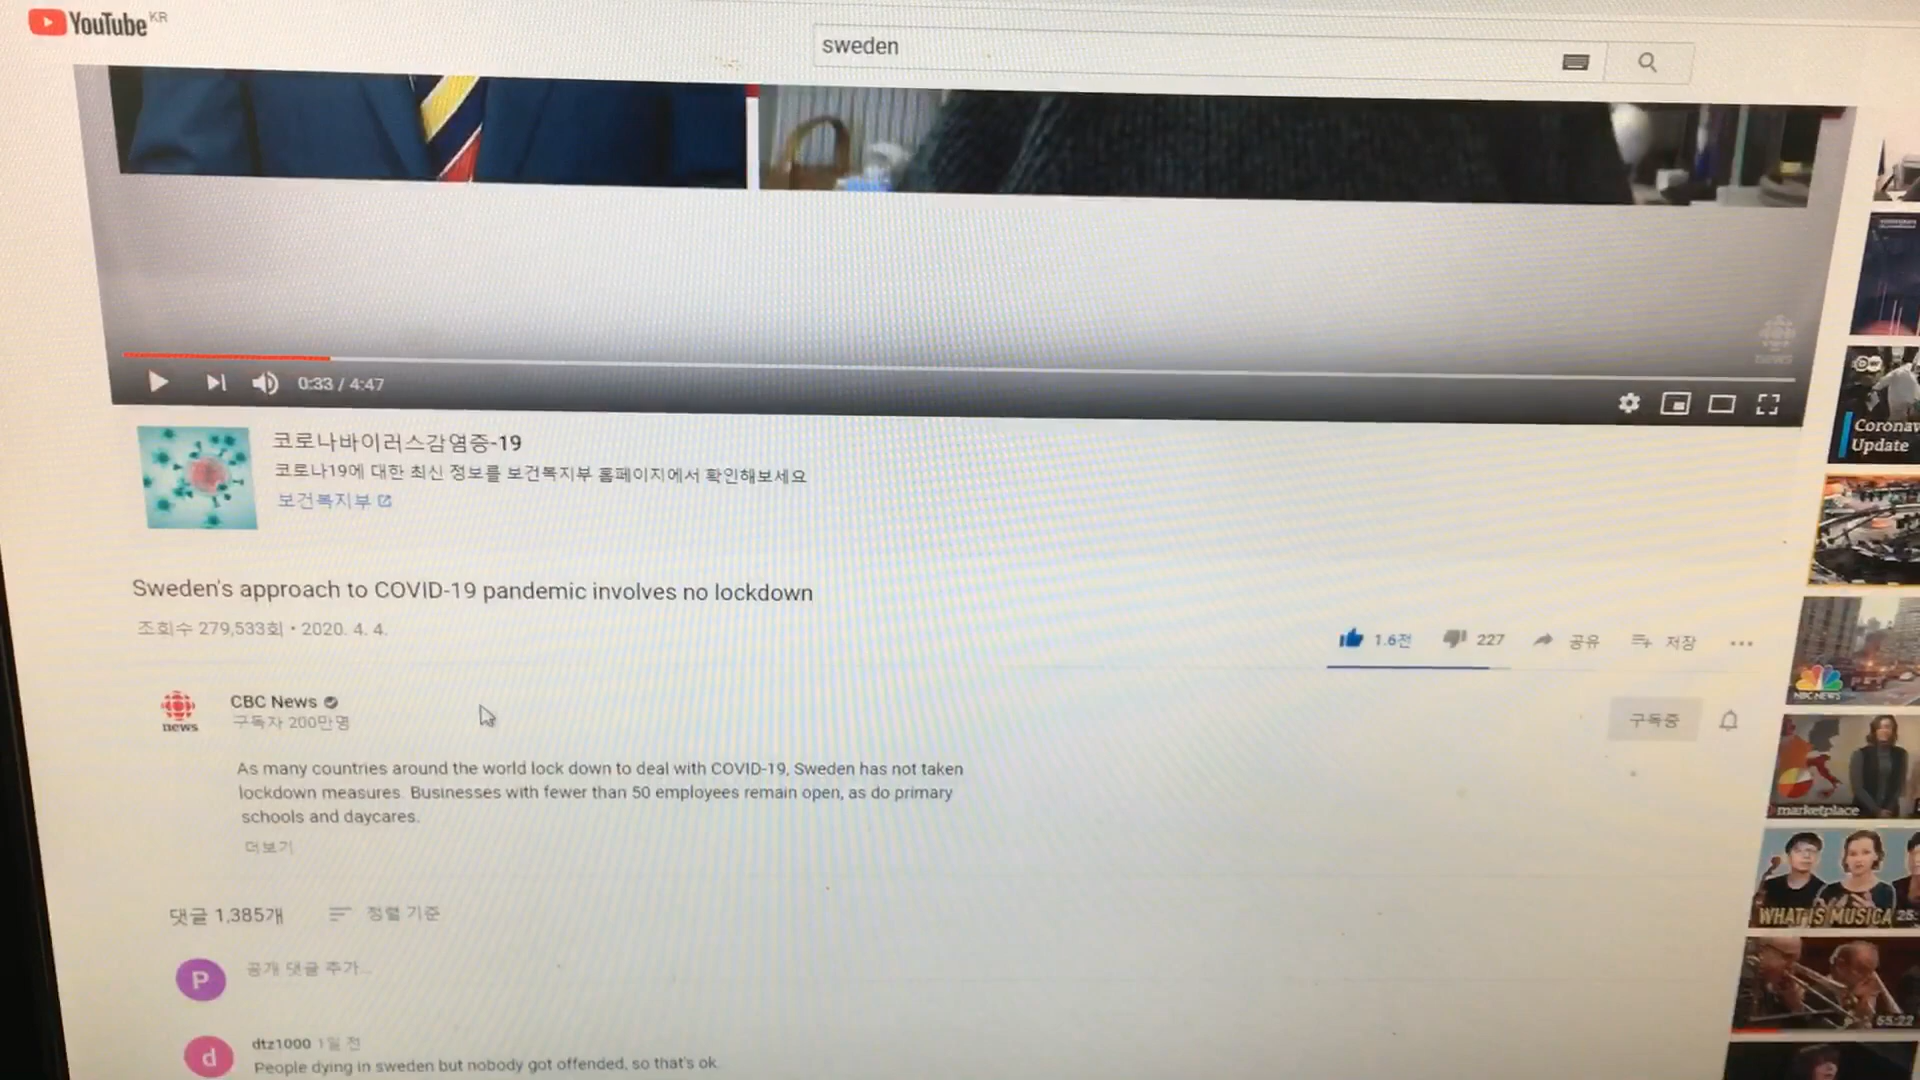 YouTube KR
sweden
0:33 / 4:47
코로나바이러스감염증-19
코로나19에 대한 최신 정보를 보건복지부 홈페이지에서 확인해보세요
보건복지부
Sweden's approach to COVID-19 pandemic involves no lockdown
조회수 279,533회 • 2020. 4. 4.
1.6천
227
공유
저장
CBC News
구독자 200만명
news
구독중
As many countries around the world lock down to deal with COVID-19, Sweden has not taken
lockdown measures. Businesses with fewer than 50 employees remain open, as do primary
schools and daycares.
더보기
댓글 1,385개
정렬 기준
P
공개 댓글 추가...
d
dtz1000 1일 전
People dying in sweden but nobody got offended, so that's ok.
Coronav
Update
NBC NEWS
marketplace
WHAT IS MUSICA
25:
55:22